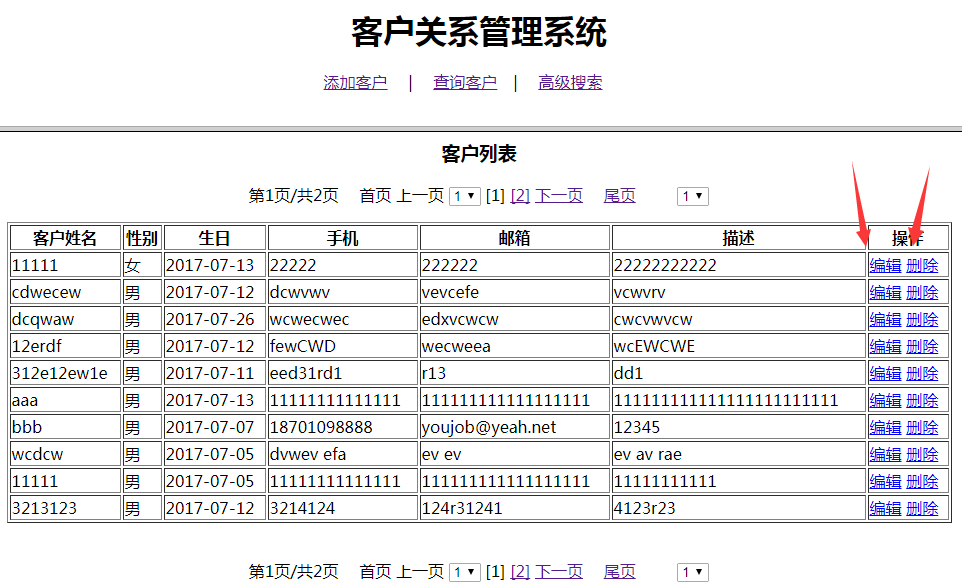 客户关系管理系统
添加客户 | 查询客户 | 高级搜索
客户列表
第1页/共2页 首页 上一页 1 [1] [2] 下一页 尾页 1
客户姓名 性别 生日 手机 邮箱 描述 操作
11111 女 2017-07-13 22222 222222 22222222222 编辑 删除
cdwecew 男 2017-07-12 dcwvwv vevcefe vcwvrv 编辑 删除
dcqwaw 男 2017-07-26 wcwecwec edxvcwcw cwcvwvcw 编辑 删除
12erdf 男 2017-07-12 fewCWD wecweea wcEWCWE 编辑 删除
312e12ew1e 男 2017-07-11 eed31rd1 r13 dd1 编辑 删除
aaa 男 2017-07-13 11111111111111 111111111111111111 111111111111111111111111 编辑 删除
bbb 男 2017-07-07 18701098888 youjob@yeah.net 12345 编辑 删除
wcdcw 男 2017-07-05 dvwev efa ev ev ev av rae 编辑 删除
11111 男 2017-07-05 11111111111111 111111111111111111 11111111111 编辑 删除
3213123 男 2017-07-12 3214124 124r31241 4123r23 编辑 删除
第1页/共2页 首页 上一页 1 [1] [2] 下一页 尾页 1